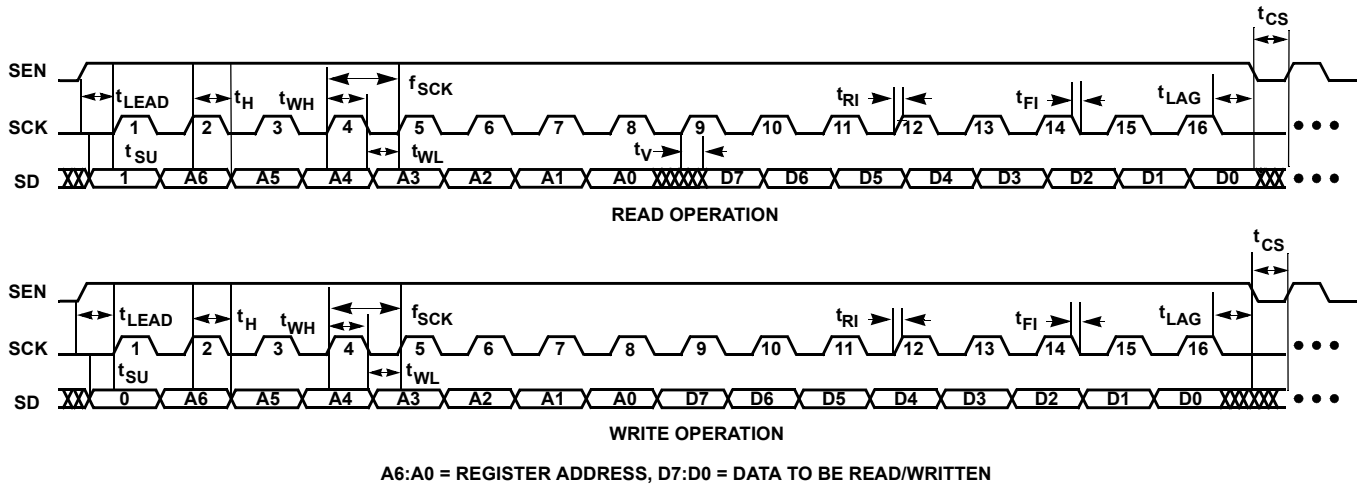 tCS
SEN
tLEAD tH tWH fSCK tRI tFI tLAG
SCK 1 2 3 4 5 6 7 8 9 10 11 12 13 14 15 16 •••
tSU tWL tV
SD 1 A6 A5 A4 A3 A2 A1 A0 D7 D6 D5 D4 D3 D2 D1 D0 •••
READ OPERATION
tCS
SEN
tLEAD tH tWH fSCK tRI tFI tLAG
SCK 1 2 3 4 5 6 7 8 9 10 11 12 13 14 15 16 •••
tSU tWL
SD 0 A6 A5 A4 A3 A2 A1 A0 D7 D6 D5 D4 D3 D2 D1 D0 •••
WRITE OPERATION
A6:A0 = REGISTER ADDRESS, D7:D0 = DATA TO BE READ/WRITTEN